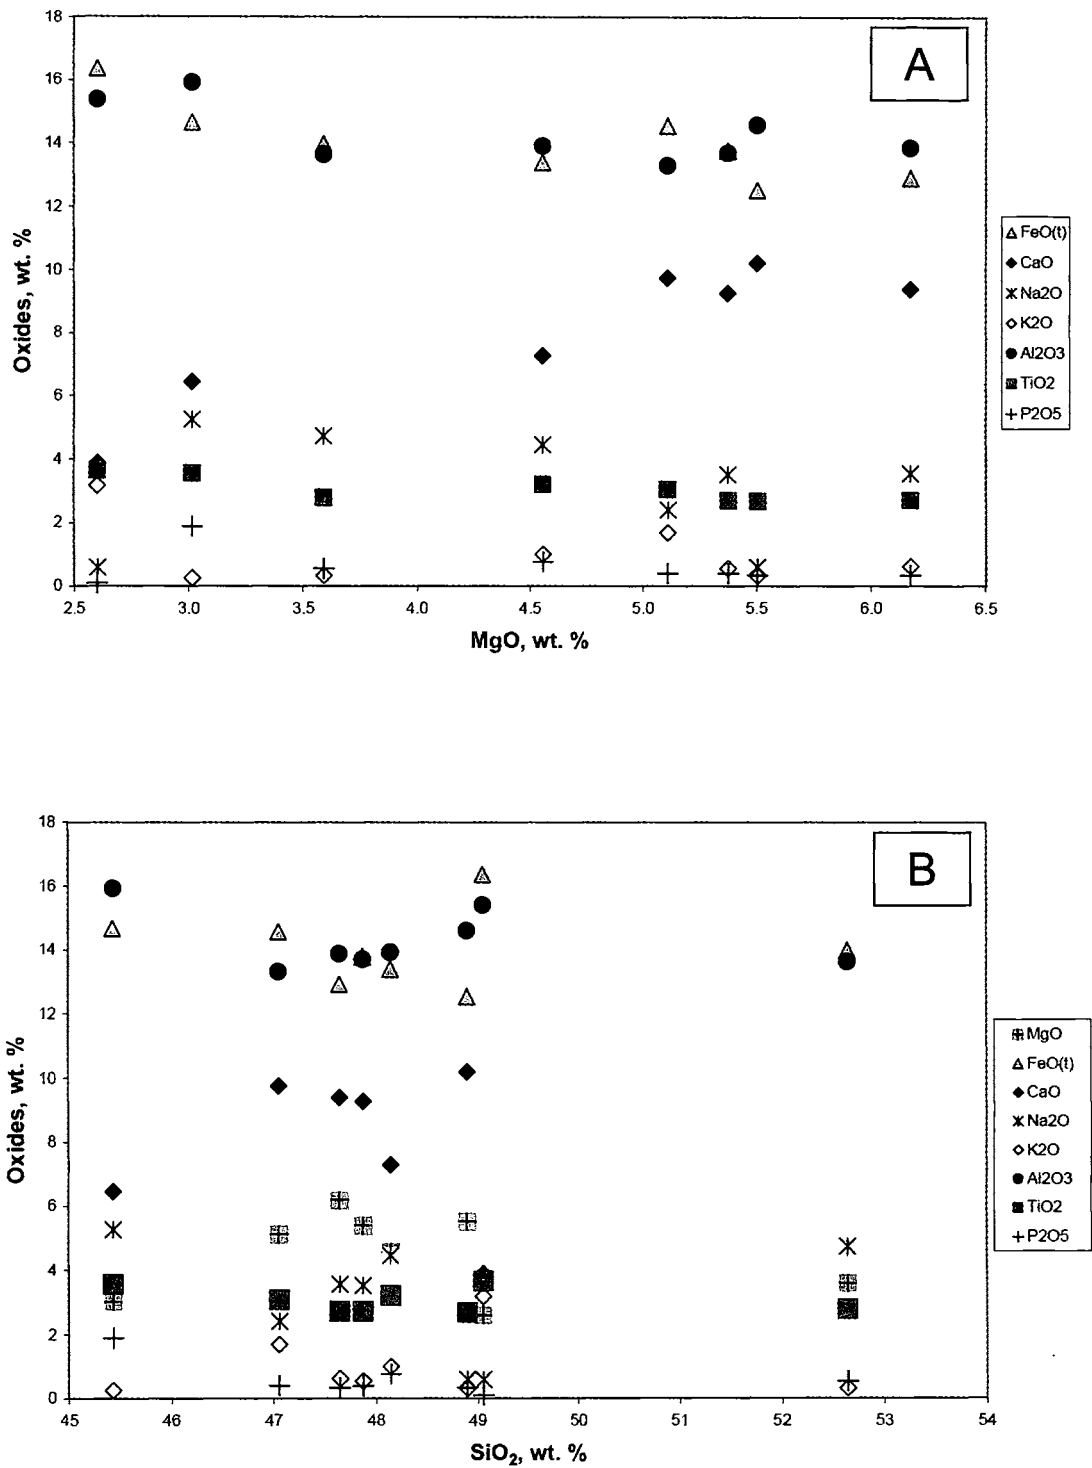 18
A
16
14
12
10
8
6
4
2
0
Oxides, wt. %
FeO(t)
CaO
Na2O
K2O
Al2O3
TiO2
P2O5
2.5 3.0 3.5 4.0 4.5 5.0 5.5 6.0 6.5
MgO, wt. %
18
B
16
14
12
10
8
6
4
2
0
Oxides, wt. %
MgO
FeO(t)
CaO
Na2O
K2O
Al2O3
TiO2
P2O5
45 46 47 48 49 50 51 52 53 54
SiO₂, wt. %